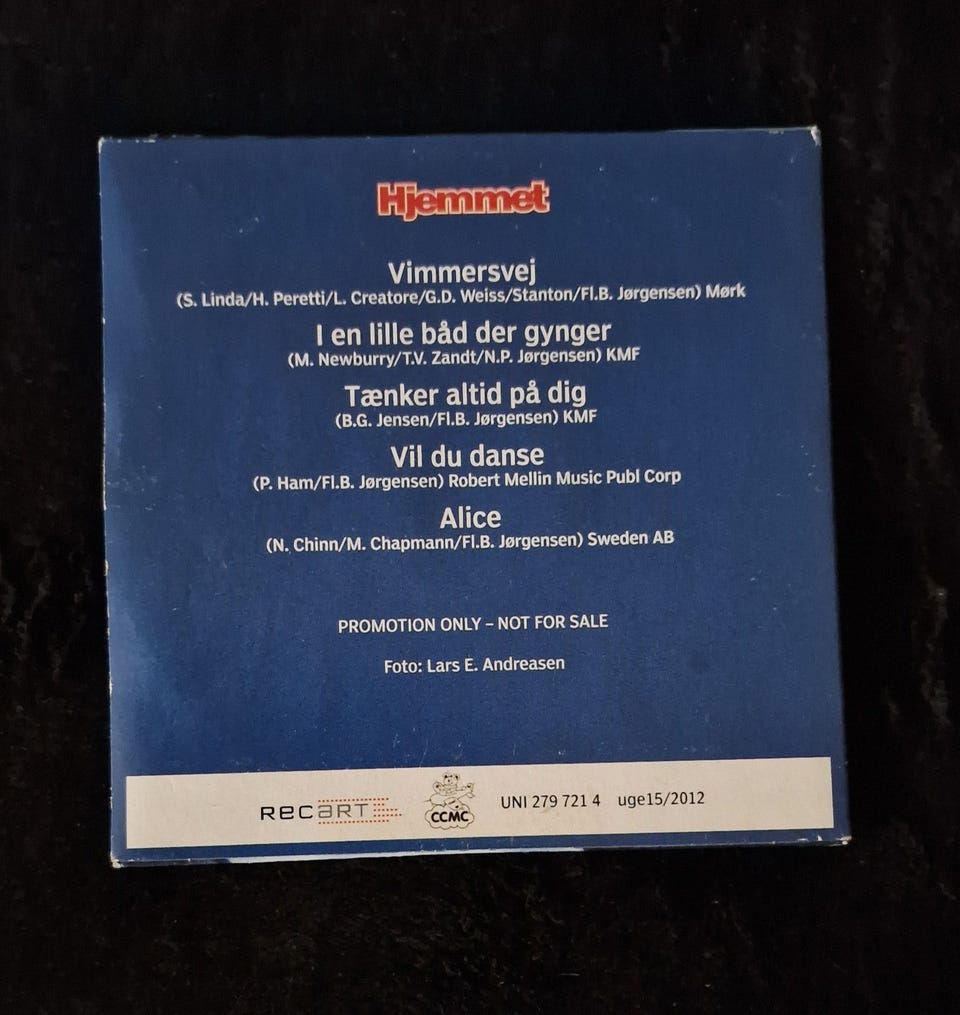 Hjemmet
Vimmersvej
(S. Linda/H. Peretti/L. Creatore/G.D. Weiss/Stanton/Fl.B. Jørgensen) Mørk
I en lille båd der gynger
(M. Newburry/T.V. Zandt/N.P. Jørgensen) KMF
Tænker altid på dig
(B.G. Jensen/Fl.B. Jørgensen) KMF
Vil du danse
(P. Ham/Fl.B. Jørgensen) Robert Mellin Music Publ Corp
Alice
(N. Chinn/M. Chapmann/Fl.B. Jørgensen) Sweden AB
PROMOTION ONLY – NOT FOR SALE
Foto: Lars E. Andreasen
recART CCMC UNI 279 721 4 uge15/2012